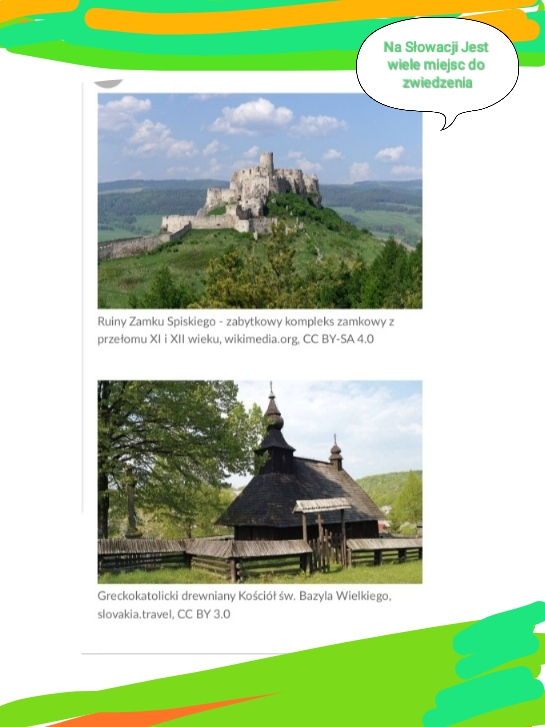 Na Słowacji Jest
wiele miejsc do
zwiedzenia
Ruiny Zamku Spiskiego - zabytkowy kompleks zamkowy z
przełomu XI i XII wieku, wikimedia.org, CC BY-SA 4.0
Greckokatolicki drewniany Kościół św. Bazyla Wielkiego,
slovakia.travel, CC BY 3.0